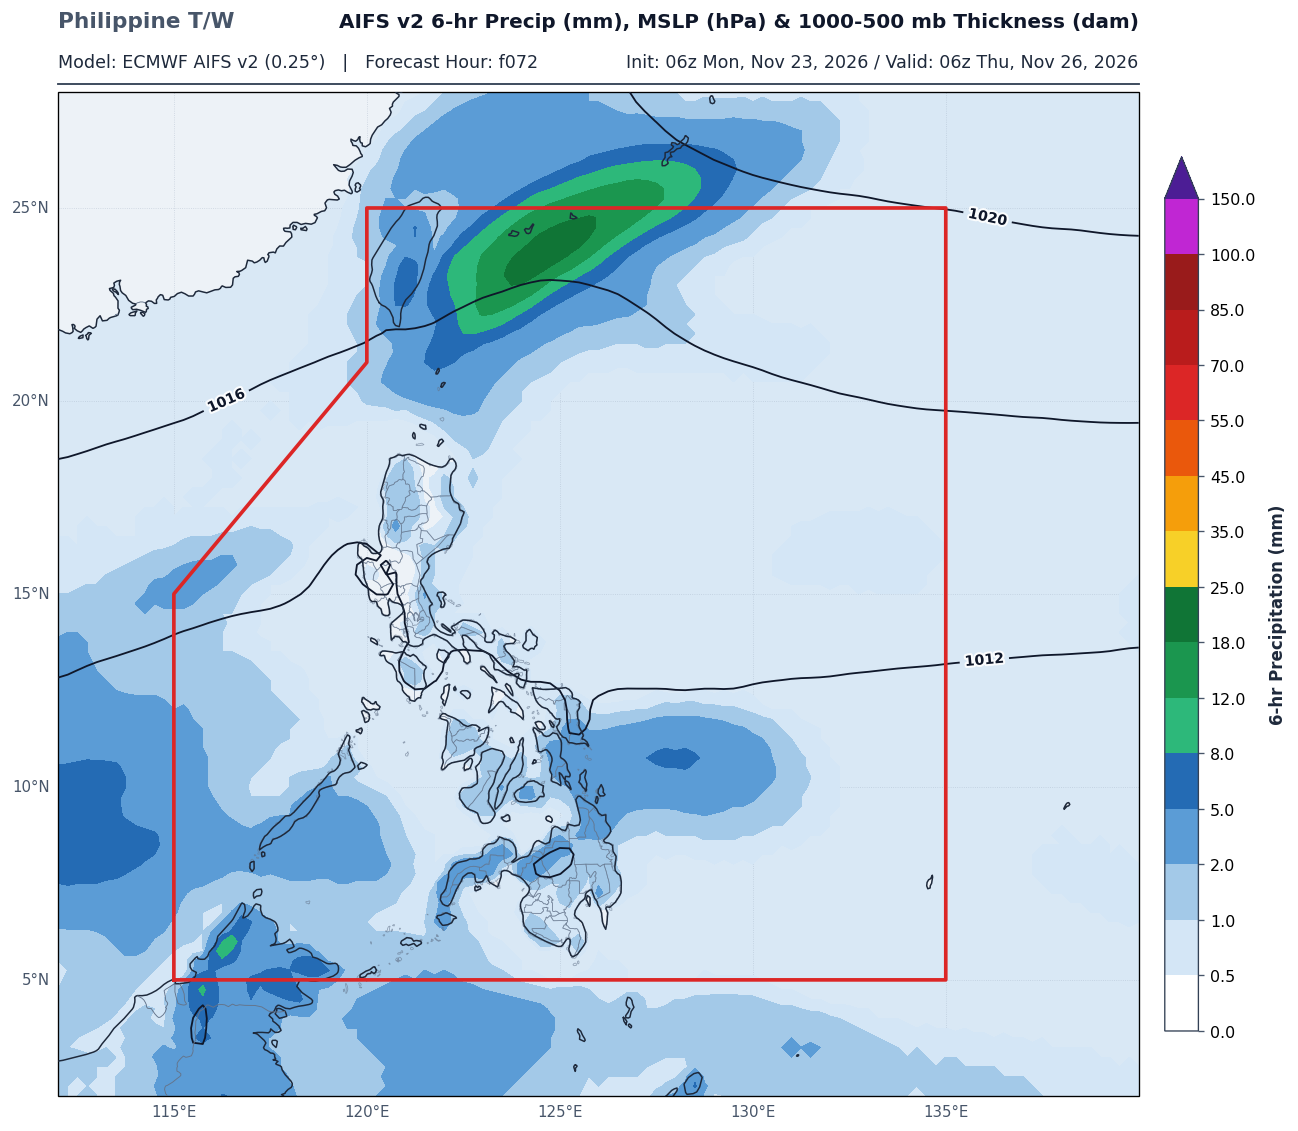 Philippine T/W
AIFS v2 6-hr Precip (mm), MSLP (hPa) & 1000-500 mb Thickness (dam)
Model: ECMWF AIFS v2 (0.25°) | Forecast Hour: f072
Init: 06z Mon, Nov 23, 2026 / Valid: 06z Thu, Nov 26, 2026
25°N
20°N
15°N
10°N
5°N
115°E
120°E
125°E
130°E
135°E
1020
1016
1012
150.0
100.0
85.0
70.0
55.0
45.0
35.0
25.0
18.0
12.0
8.0
5.0
2.0
1.0
0.5
0.0
6-hr Precipitation (mm)